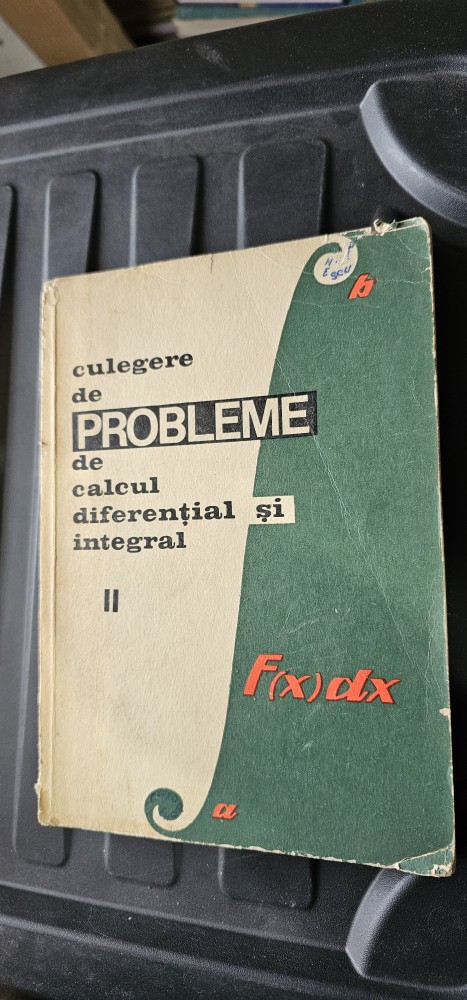 b
culegere
de
PROBLEME
de
calcul
diferențial și
integral
II
F(x)dx
a